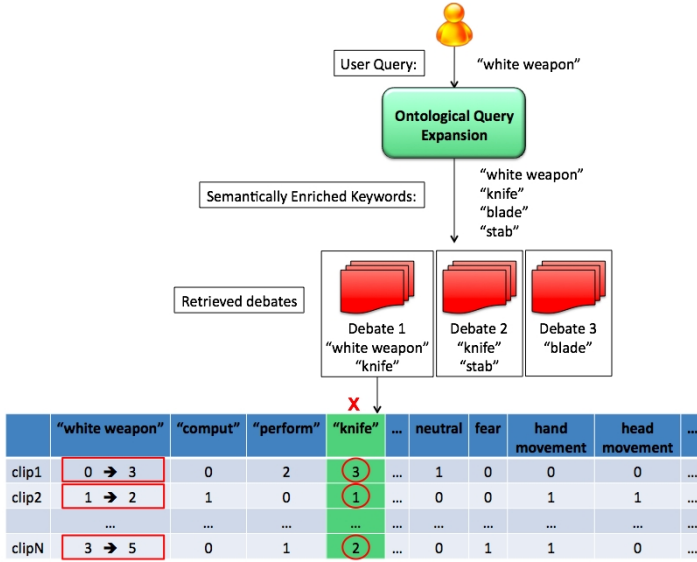 User Query:
“white weapon”
Ontological Query
Expansion
Semantically Enriched Keywords:
“white weapon”
“knife”
“blade”
“stab”
Retrieved debates
Debate 1
“white weapon”
“knife”
Debate 2
“knife”
“stab”
Debate 3
“blade”
X
“white weapon” “comput” “perform” “knife” ... neutral fear hand movement head movement ...
clip1 0 ➔ 3 0 2 3 ... 1 0 0 0 ...
clip2 1 ➔ 2 1 0 1 ... 0 0 1 1 ...
... ... ... ... ... ... ... ... ... ...
clipN 3 ➔ 5 0 1 2 ... 0 1 1 0 ...